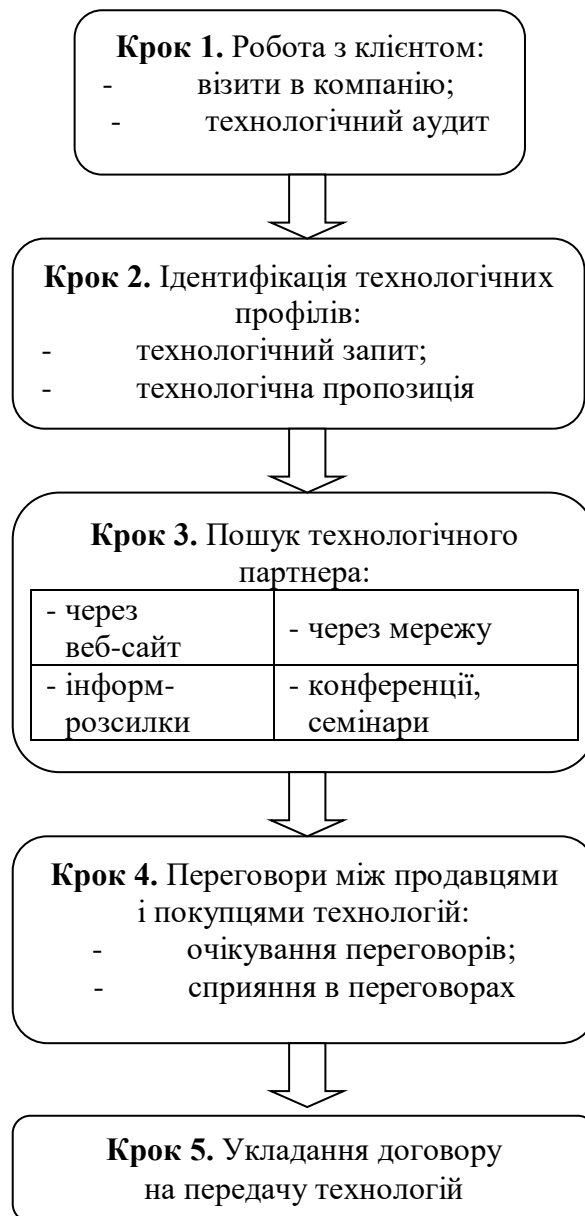 Крок 1. Робота з клієнтом:
- візити в компанію;
- технологічний аудит
Крок 2. Ідентифікація технологічних
профілів:
- технологічний запит;
- технологічна пропозиція
Крок 3. Пошук технологічного
партнера:
- через
веб-сайт
- через мережу
- інформ-
розсилки
- конференції,
семінари
Крок 4. Переговори між продавцями
і покупцями технологій:
- очікування переговорів;
- сприяння в переговорах
Крок 5. Укладання договору
на передачу технологій